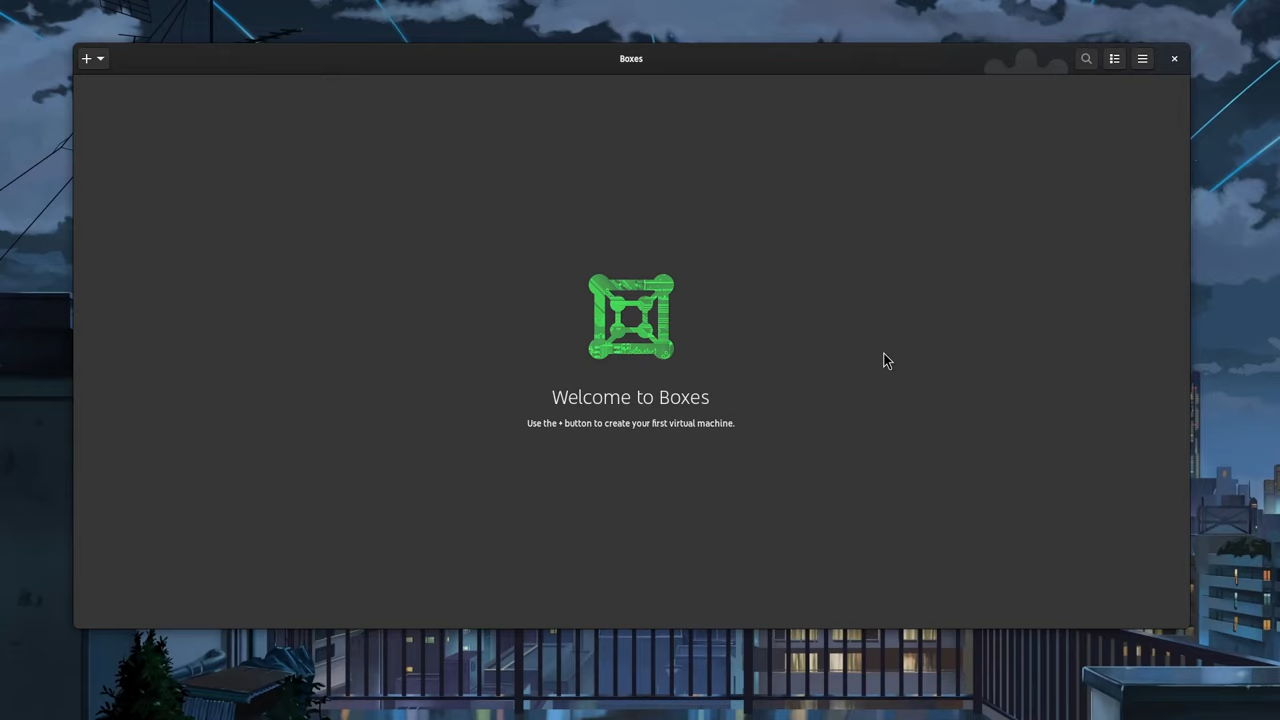 Boxes
Welcome to Boxes
Use the + button to create your first virtual machine.